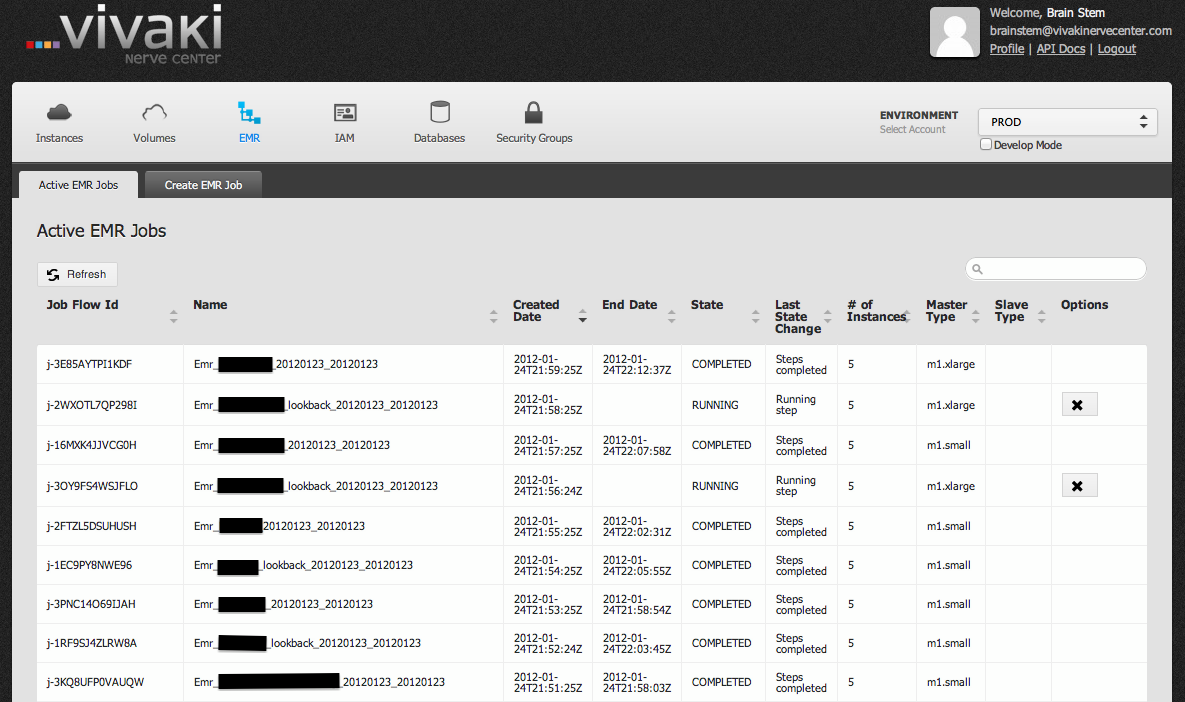 vivaki
nerve center
Welcome, Brain Stem
brainstem@vivakinervecenter.com
Profile | API Docs | Logout
Instances Volumes EMR IAM Databases Security Groups
ENVIRONMENT
Select Account
PROD
Develop Mode
Active EMR Jobs Create EMR Job
Active EMR Jobs
Refresh
Job Flow Id Name Created Date End Date State Last State Change # of Instances Master Type Slave Type Options
j-3E85AYTPI1KDF Emr_ _20120123_20120123 2012-01-24T21:59:25Z 2012-01-24T22:12:37Z COMPLETED Steps completed 5 m1.xlarge
j-2WXOTL7QP298I Emr_ _lookback_20120123_20120123 2012-01-24T21:58:25Z RUNNING Running step 5 m1.xlarge
j-16MXK4JJVCG0H Emr_ _20120123_20120123 2012-01-24T21:57:25Z 2012-01-24T22:07:58Z COMPLETED Steps completed 5 m1.small
j-3OY9FS4WSJFLO Emr_ _lookback_20120123_20120123 2012-01-24T21:56:24Z RUNNING Running step 5 m1.xlarge
j-2FTZL5DSUHUSH Emr_ 20120123_20120123 2012-01-24T21:55:25Z 2012-01-24T22:02:31Z COMPLETED Steps completed 5 m1.small
j-1EC9PY8NWE96 Emr_ _lookback_20120123_20120123 2012-01-24T21:54:25Z 2012-01-24T22:05:55Z COMPLETED Steps completed 5 m1.small
j-3PNC14O69IJAH Emr_ _20120123_20120123 2012-01-24T21:53:25Z 2012-01-24T21:58:54Z COMPLETED Steps completed 5 m1.small
j-1RF9SJ4ZLRW8A Emr_ _lookback_20120123_20120123 2012-01-24T21:52:24Z 2012-01-24T22:03:45Z COMPLETED Steps completed 5 m1.small
j-3KQ8UFP0VAUQW Emr_ _20120123_20120123 2012-01-24T21:51:25Z 2012-01-24T21:58:03Z COMPLETED Steps completed 5 m1.small